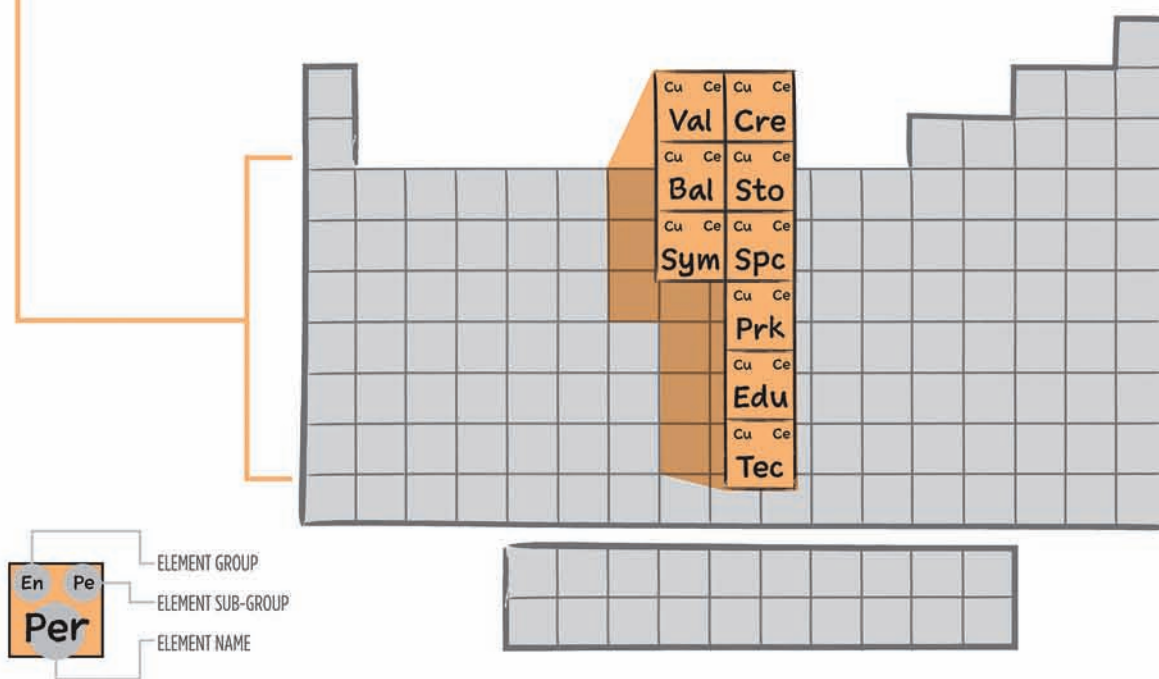 Cu Ce Cu Ce
Val Cre
Cu Ce Cu Ce
Bal Sto
Cu Ce Cu Ce
Sym Spc
Cu Ce
Prk
Cu Ce
Edu
Cu Ce
Tec
ELEMENT GROUP
En Pe
ELEMENT SUB-GROUP
Per
ELEMENT NAME